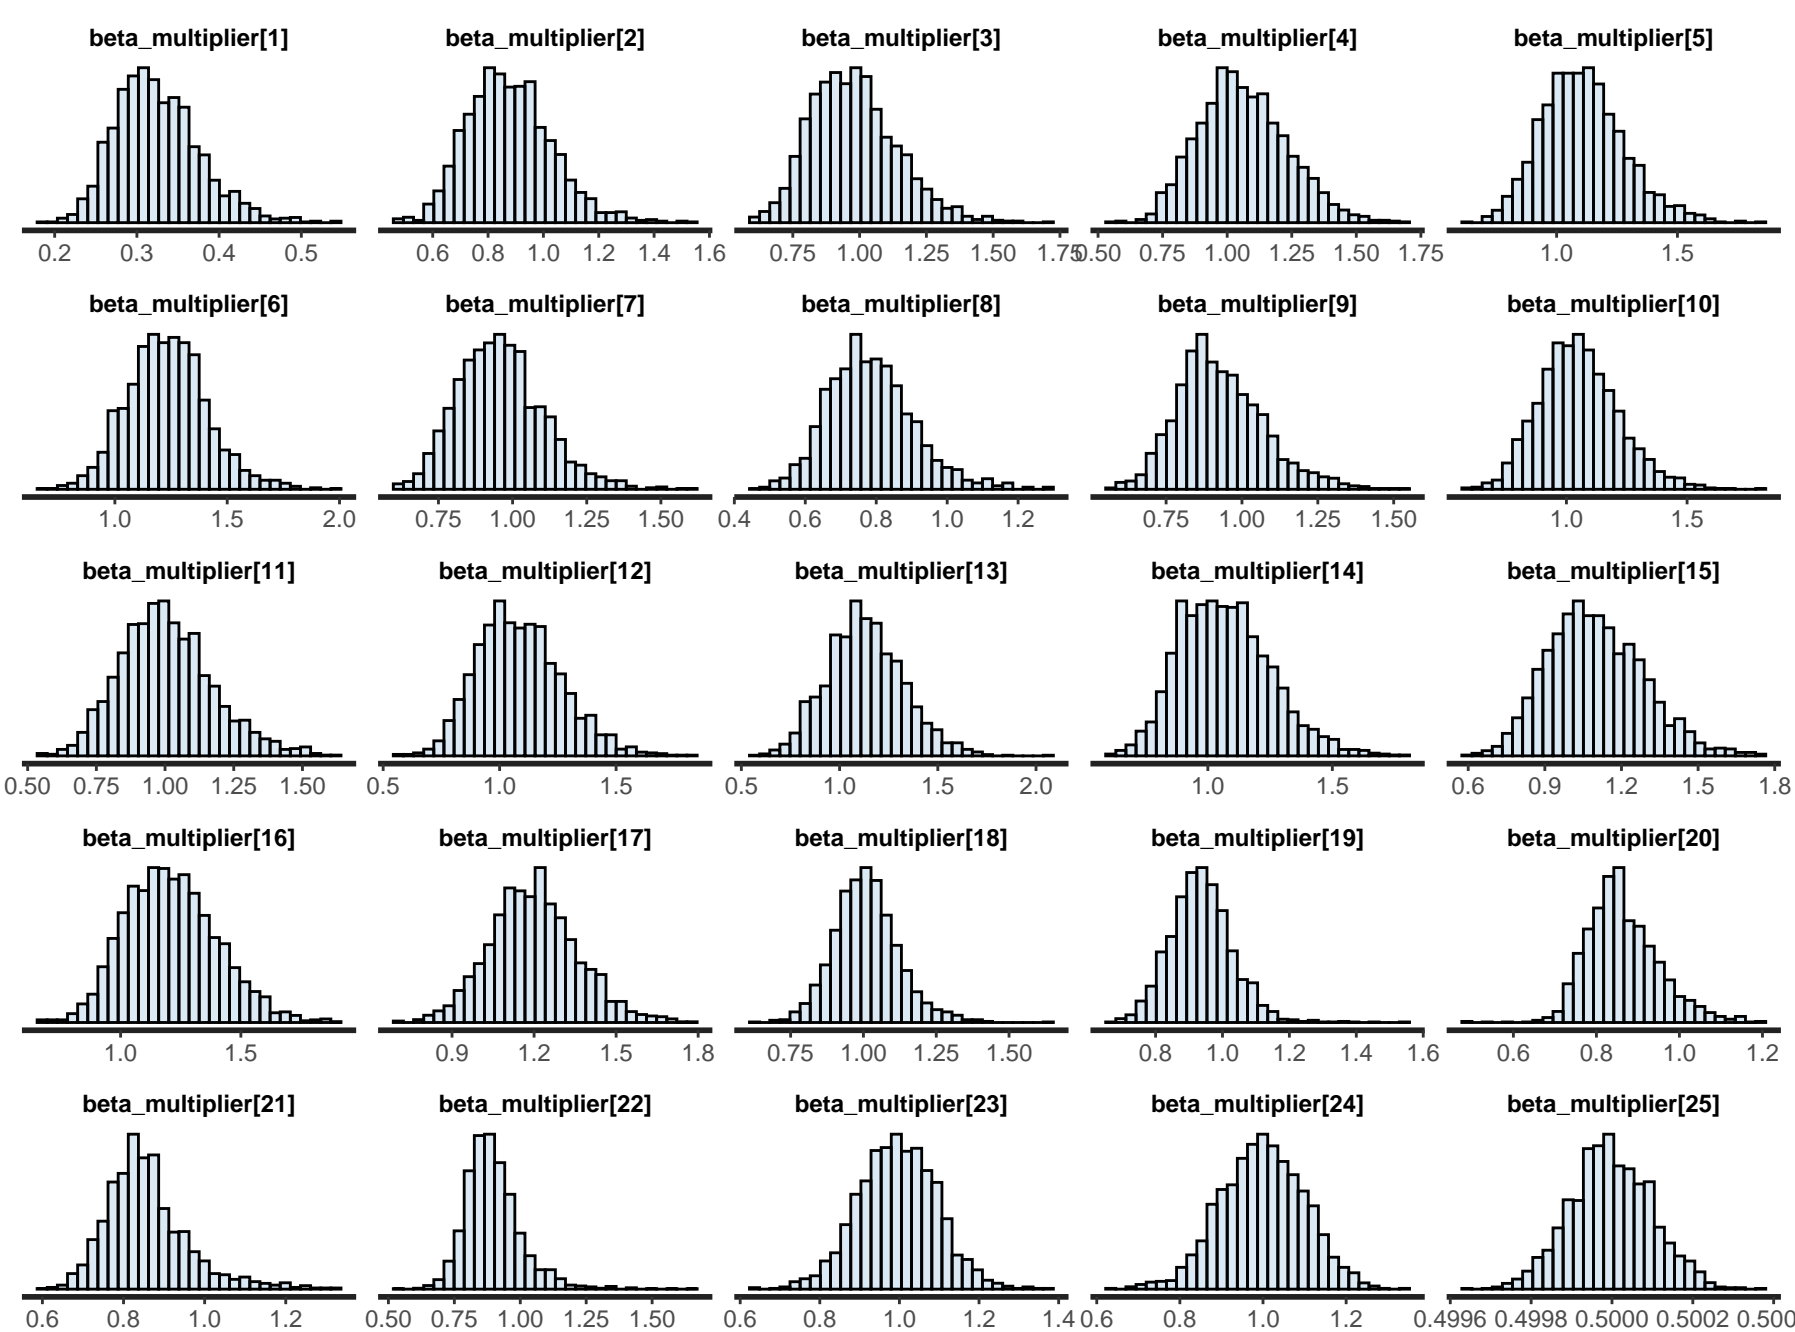 beta_multiplier[1] beta_multiplier[2] beta_multiplier[3] beta_multiplier[4] beta_multiplier[5]
0.2 0.3 0.4 0.5 0.6 0.8 1.0 1.2 1.4 1.6 0.75 1.00 1.25 1.50 1.75 0.50 0.75 1.00 1.25 1.50 1.75 1.0 1.5
beta_multiplier[6] beta_multiplier[7] beta_multiplier[8] beta_multiplier[9] beta_multiplier[10]
1.0 1.5 2.0 0.75 1.00 1.25 1.50 0.4 0.6 0.8 1.0 1.2 0.75 1.00 1.25 1.50 1.0 1.5
beta_multiplier[11] beta_multiplier[12] beta_multiplier[13] beta_multiplier[14] beta_multiplier[15]
0.50 0.75 1.00 1.25 1.50 0.5 1.0 1.5 0.5 1.0 1.5 2.0 1.0 1.5 0.6 0.9 1.2 1.5 1.8
beta_multiplier[16] beta_multiplier[17] beta_multiplier[18] beta_multiplier[19] beta_multiplier[20]
1.0 1.5 0.9 1.2 1.5 1.8 0.75 1.00 1.25 1.50 0.8 1.0 1.2 1.4 1.6 0.6 0.8 1.0 1.2
beta_multiplier[21] beta_multiplier[22] beta_multiplier[23] beta_multiplier[24] beta_multiplier[25]
0.6 0.8 1.0 1.2 0.50 0.75 1.00 1.25 1.50 0.6 0.8 1.0 1.2 1.4 0.6 0.8 1.0 1.2 0.4996 0.4998 0.5000 0.5002